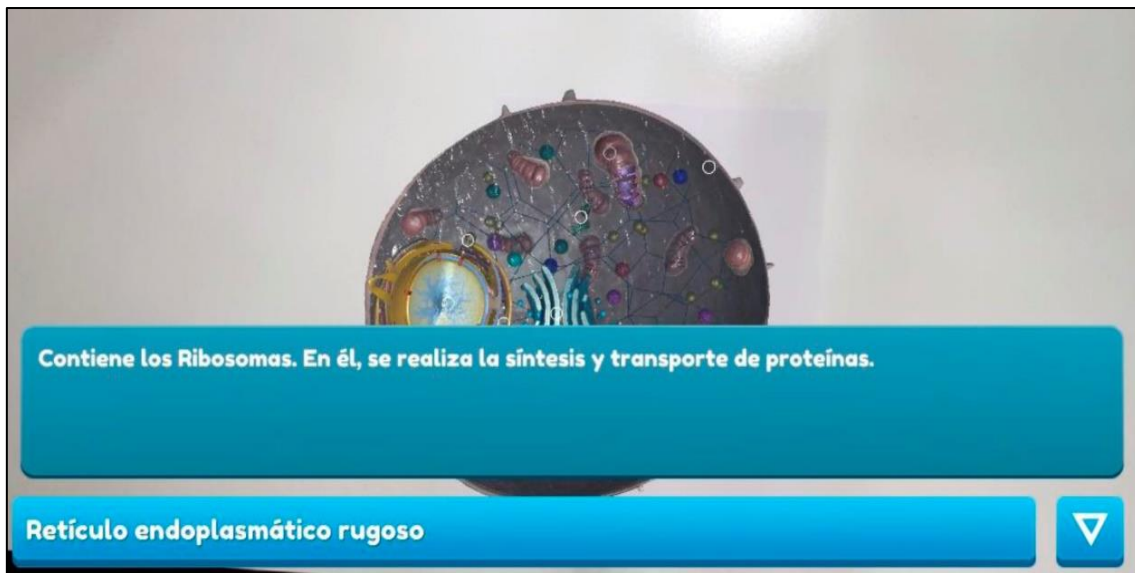 Contiene los Ribosomas. En él, se realiza la síntesis y transporte de proteínas.
Retículo endoplasmático rugoso